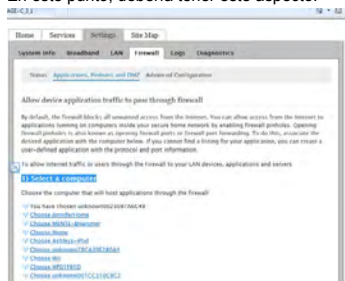 En este punto, debería tener este aspecto:
Home Services Settings Site Map
System Info Broadband LAN Firewall Logs Diagnostics
Status Applications, Pinholes and DMZ Advanced Configuration
Allow device application traffic to pass through firewall
By default, the firewall blocks all unwanted access from the Internet. You can allow access from the Internet to
applications running on computers inside your secure home network by enabling firewall pinholes. Opening
firewall pinholes is also known as opening firewall ports or firewall port forwarding. To do this, associate the
desired application with the computer below. If you cannot find a listing for your application, you can create a
user-defined application with the protocol and port information.
To allow Internet traffic or users through the firewall to your LAN devices, applications and servers
1) Select a computer
Choose the computer that will host applications through the firewall
You have chosen
Choose
Choose
Choose
Choose
Choose
Choose
Choose
Choose